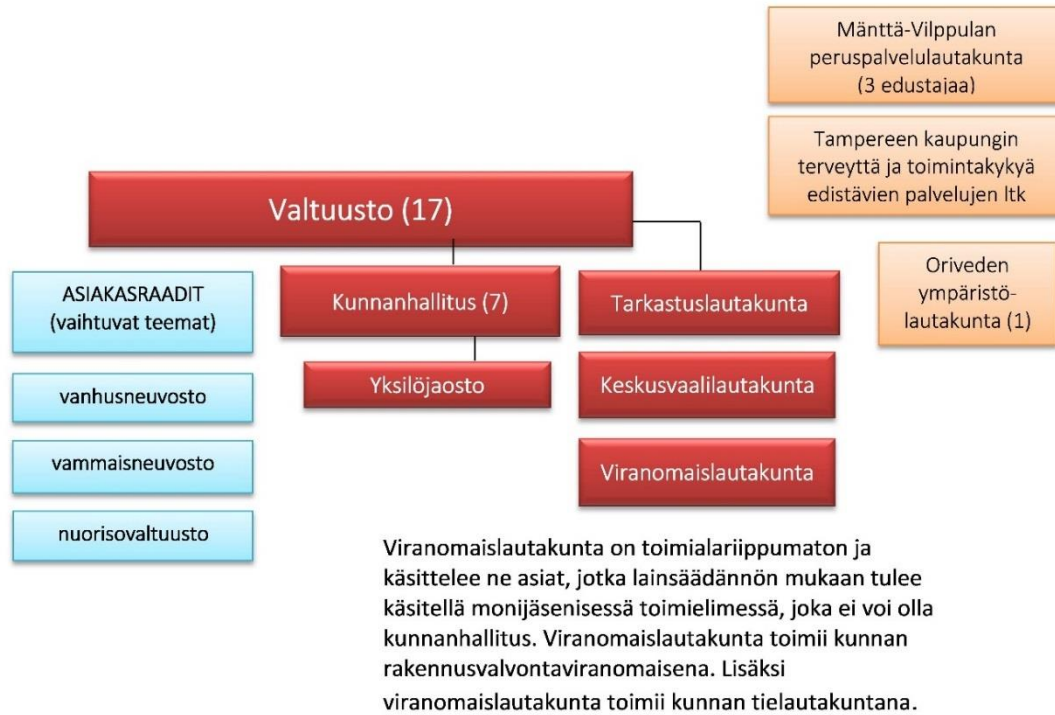 Mänttä-Vilppulan
peruspalvelulautakunta
(3 edustajaa)
Tampereen kaupungin
terveyttä ja toimintakykyä
edistävien palvelujen ltk
Valtuusto (17)
Oriveden
ympäristö-
lautakunta (1)
ASIAKASRAADIT
(vaihtuvat teemat)
Kunnanhallitus (7)
Tarkastuslautakunta
Yksilöjaosto
Keskusvaalilautakunta
vanhusneuvosto
vammaisneuvosto
Viranomaislautakunta
nuorisovaltuusto
Viranomaislautakunta on toimialariippumaton ja
käsittelee ne asiat, jotka lainsäädännön mukaan tulee
käsitellä monijäsenisessä toimielimessä, joka ei voi olla
kunnanhallitus. Viranomaislautakunta toimii kunnan
rakennusvalvontaviranomaisena. Lisäksi
viranomaislautakunta toimii kunnan tielautakuntana.